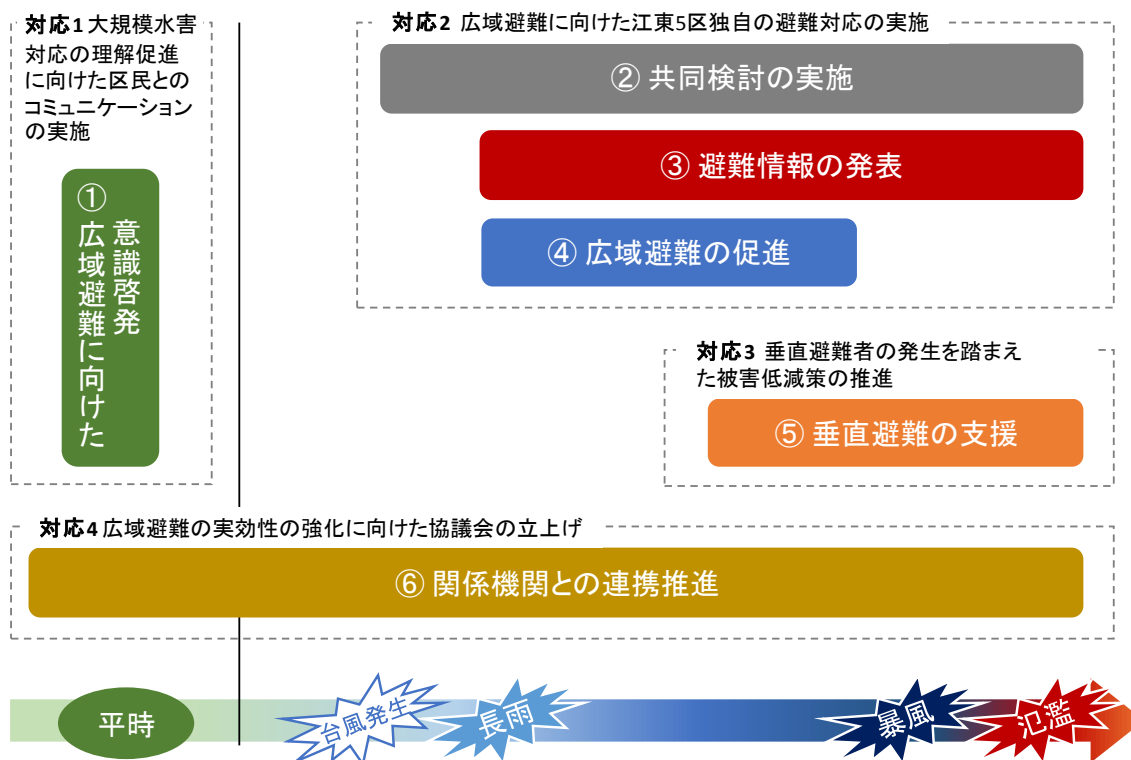 対応1 大規模水害
対応の理解促進
に向けた区民との
コミュニケーション
の実施
① 広域避難に向けた
意識啓発
対応2 広域避難に向けた江東5区独自の避難対応の実施
② 共同検討の実施
③ 避難情報の発表
④ 広域避難の促進
対応3 垂直避難者の発生を踏まえ
た被害低減策の推進
⑤ 垂直避難の支援
対応4 広域避難の実効性の強化に向けた協議会の立上げ
⑥ 関係機関との連携推進
平時
台風発生
長雨
暴風
氾濫